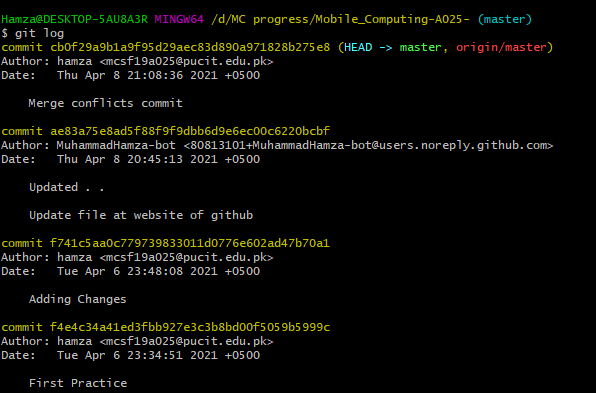 Hamza@DESKTOP-5AU8A3R MINGW64 /d/MC progress/Mobile_Computing-A025- (master)
$ git log
commit cb0f29a9b1a9f95d29aec83d890a971828b275e8 (HEAD -> master, origin/master)
Author: hamza <mcsf19a025@pucit.edu.pk>
Date:   Thu Apr 8 21:08:36 2021 +0500
    Merge conflicts commit
commit ae83a75e8ad5f88f9f9dbb6d9e6ec00c6220bcbf
Author: MuhammadHamza-bot <80813101+MuhammadHamza-bot@users.noreply.github.com>
Date:   Thu Apr 8 20:45:13 2021 +0500
    Updated . .
    Update file at website of github
commit f741c5aa0c779739833011d0776e602ad47b70a1
Author: hamza <mcsf19a025@pucit.edu.pk>
Date:   Tue Apr 6 23:48:08 2021 +0500
    Adding Changes
commit f4e4c34a41ed3fbb927e3c3b8bd00f5059b5999c
Author: hamza <mcsf19a025@pucit.edu.pk>
Date:   Tue Apr 6 23:34:51 2021 +0500
    First Practice